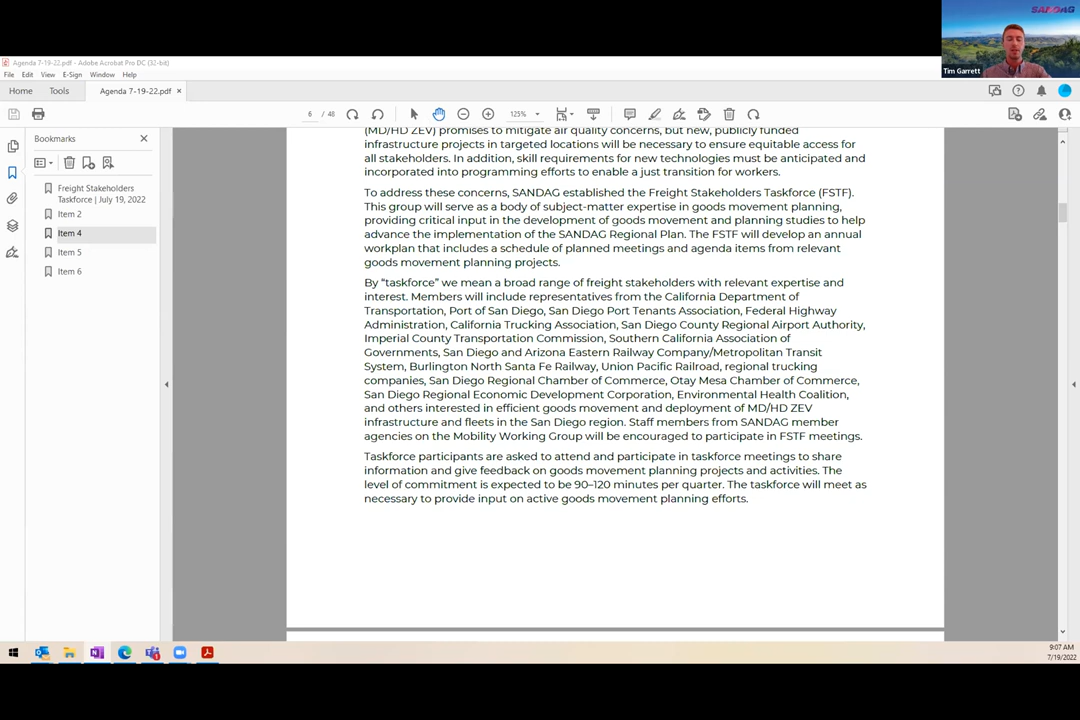 SANDAG
Tim Garrett
Agenda 7-19-22.pdf - Adobe Acrobat Pro DC (32-bit)
File Edit View E-Sign Window Help
Home Tools Agenda 7-19-22.pdf ×
6 / 48 125%
Bookmarks
Freight Stakeholders
Taskforce | July 19, 2022
Item 2
Item 4
Item 5
Item 6
(MD/HD ZEV) promises to mitigate air quality concerns, but new, publicly funded
infrastructure projects in targeted locations will be necessary to ensure equitable access for
all stakeholders. In addition, skill requirements for new technologies must be anticipated and
incorporated into programming efforts to enable a just transition for workers.
To address these concerns, SANDAG established the Freight Stakeholders Taskforce (FSTF).
This group will serve as a body of subject-matter expertise in goods movement planning,
providing critical input in the development of goods movement and planning studies to help
advance the implementation of the SANDAG Regional Plan. The FSTF will develop an annual
workplan that includes a schedule of planned meetings and agenda items from relevant
goods movement planning projects.
By “taskforce” we mean a broad range of freight stakeholders with relevant expertise and
interest. Members will include representatives from the California Department of
Transportation, Port of San Diego, San Diego Port Tenants Association, Federal Highway
Administration, California Trucking Association, San Diego County Regional Airport Authority,
Imperial County Transportation Commission, Southern California Association of
Governments, San Diego and Arizona Eastern Railway Company/Metropolitan Transit
System, Burlington North Santa Fe Railway, Union Pacific Railroad, regional trucking
companies, San Diego Regional Chamber of Commerce, Otay Mesa Chamber of Commerce,
San Diego Regional Economic Development Corporation, Environmental Health Coalition,
and others interested in efficient goods movement and deployment of MD/HD ZEV
infrastructure and fleets in the San Diego region. Staff members from SANDAG member
agencies on the Mobility Working Group will be encouraged to participate in FSTF meetings.
Taskforce participants are asked to attend and participate in taskforce meetings to share
information and give feedback on goods movement planning projects and activities. The
level of commitment is expected to be 90–120 minutes per quarter. The taskforce will meet as
necessary to provide input on active goods movement planning efforts.
9:07 AM
7/19/2022